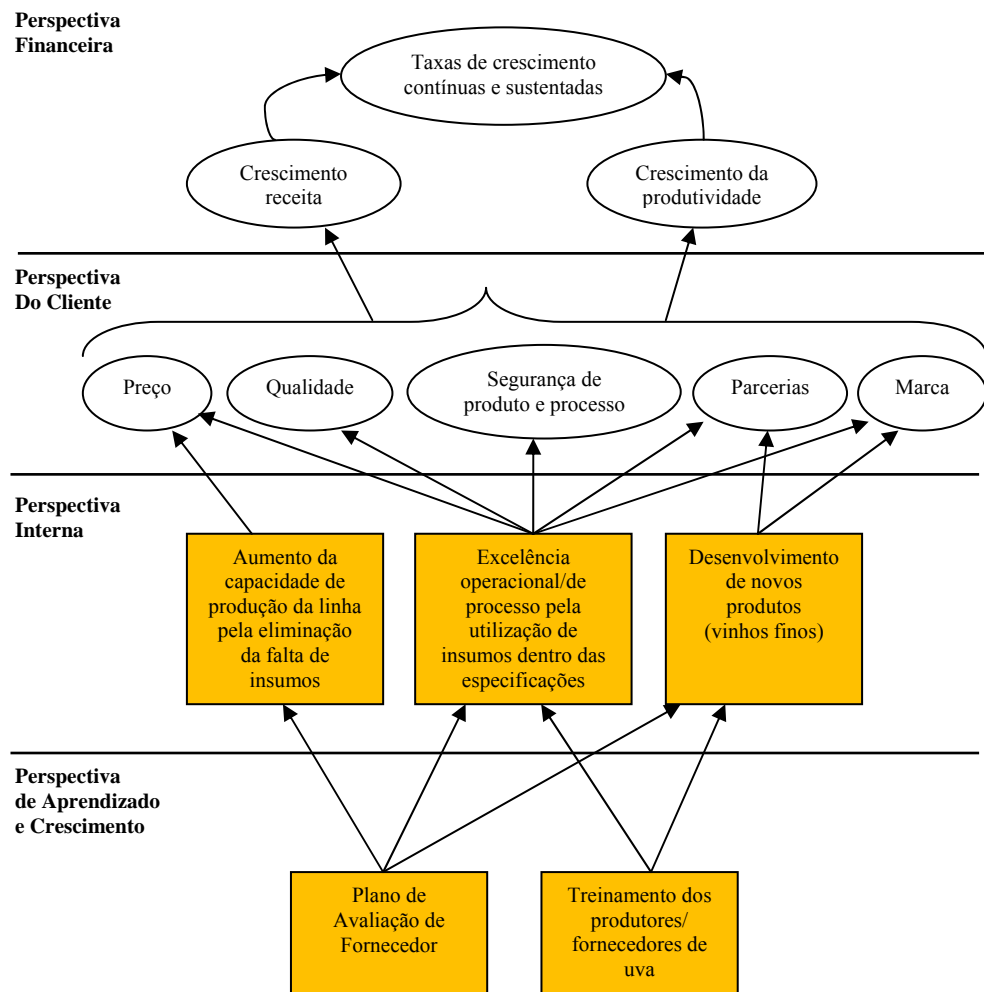 Perspectiva
Financeira
Taxas de crescimento
contínuas e sustentadas
Crescimento
receita
Crescimento da
produtividade
Perspectiva
Do Cliente
Preço
Qualidade
Segurança de
produto e processo
Parcerias
Marca
Perspectiva
Interna
Aumento da
capacidade de
produção da linha
pela eliminação
da falta de
insumos
Excelência
operacional/de
processo pela
utilização de
insumos dentro das
especificações
Desenvolvimento
de novos
produtos
(vinhos finos)
Perspectiva
de Aprendizado
e Crescimento
Plano de
Avaliação de
Fornecedor
Treinamento dos
produtores/
fornecedores de
uva